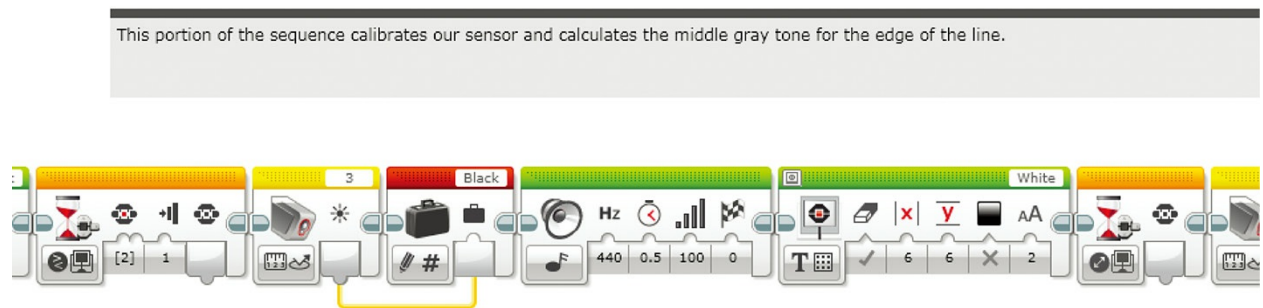 This portion of the sequence calibrates our sensor and calculates the middle gray tone for the edge of the line.
3 Black White
Hz x y AA
[2] 1 # 440 0.5 100 0 T 6 6 2